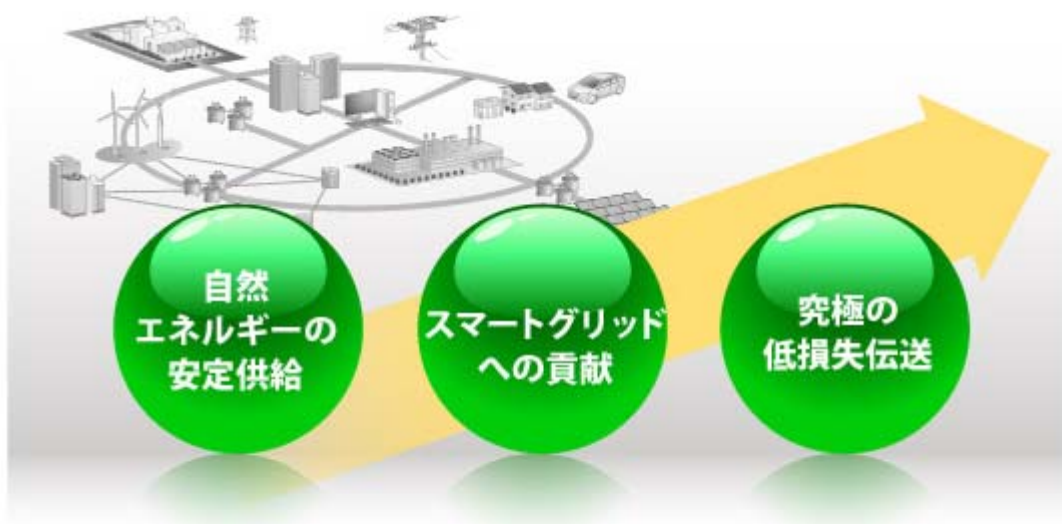 自然
エネルギーの
安定供給
スマートグリッド
への貢献
究極の
低損失伝送